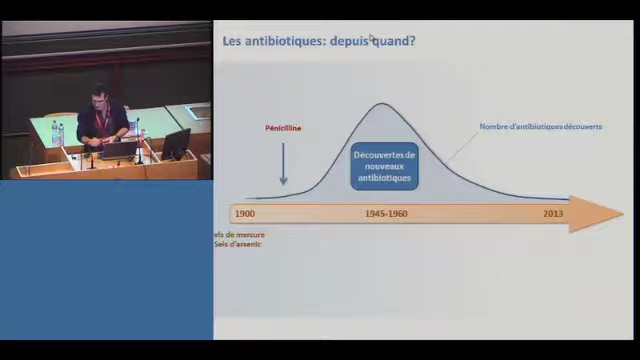 Les antibiotiques: depuis quand?
Pénicilline
Nombre d'antibiotiques découverts
Découvertes de
nouveaux
antibiotiques
1900
1945-1960
2013
els de mercure
Sels d'arsenic